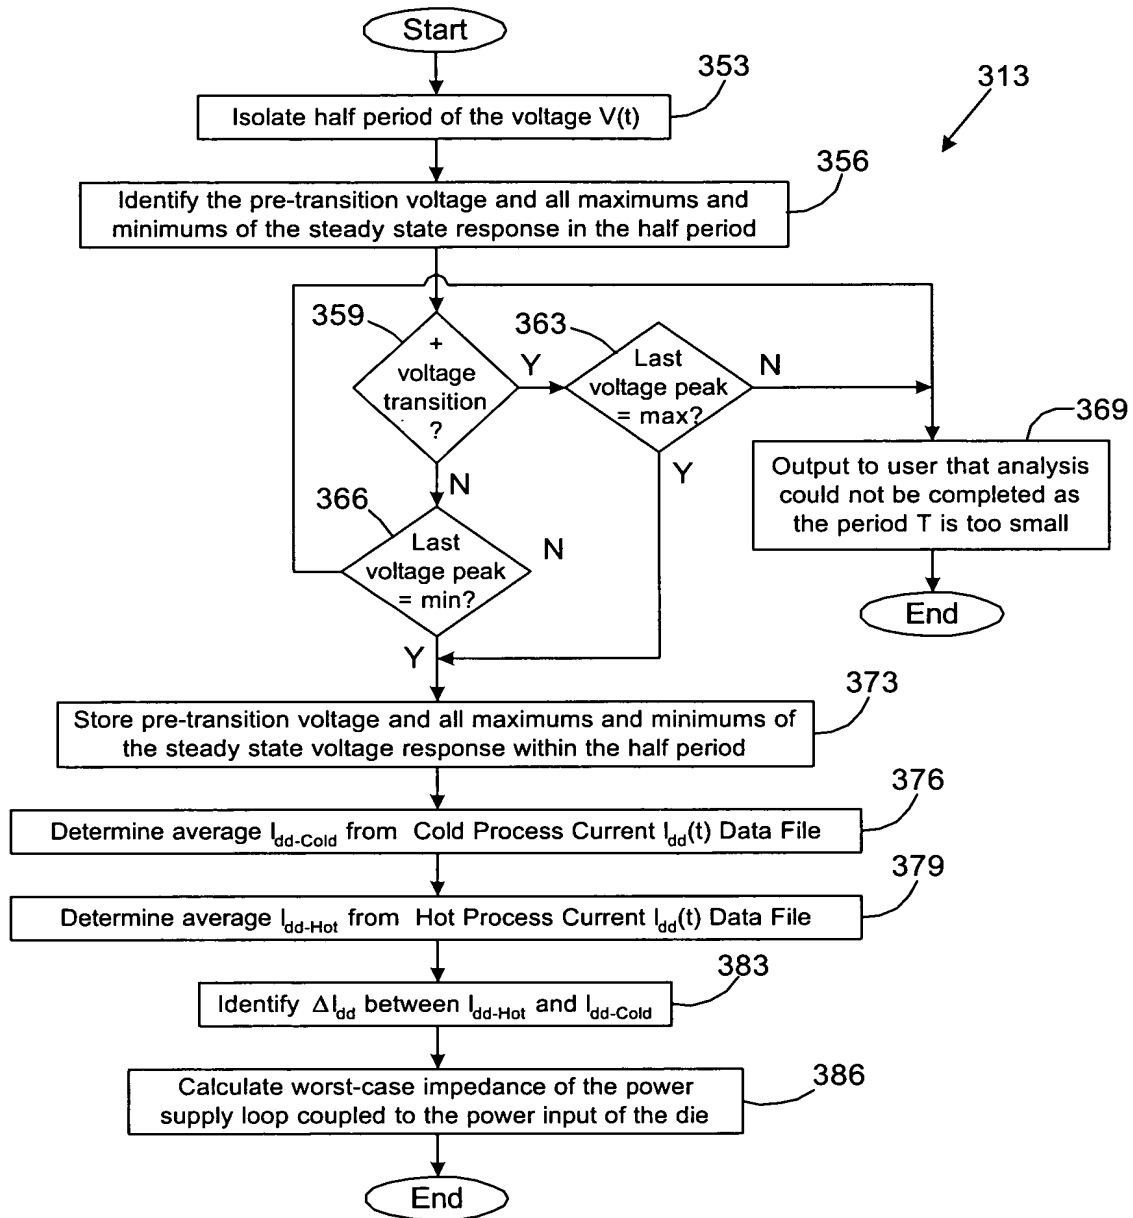 Start
353
313
Isolate half period of the voltage V(t)
356
Identify the pre-transition voltage and all maximums and
minimums of the steady state response in the half period
359
+
voltage
transition
?
Y
N
363
Last
voltage peak
= max?
N
Y
369
Output to user that analysis
could not be completed as
the period T is too small
End
366
Last
voltage peak
= min?
N
Y
373
Store pre-transition voltage and all maximums and minimums of
the steady state voltage response within the half period
376
Determine average Idd-Cold from Cold Process Current Idd(t) Data File
379
Determine average Idd-Hot from Hot Process Current Idd(t) Data File
383
Identify ΔIdd between Idd-Hot and Idd-Cold
386
Calculate worst-case impedance of the power
supply loop coupled to the power input of the die
End